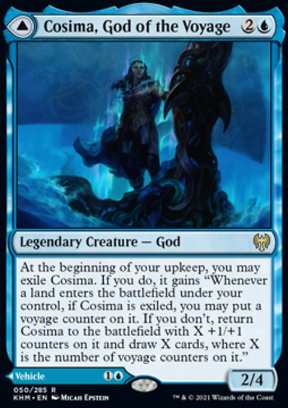 Cosima, God of the Voyage 2
Legendary Creature — God
At the beginning of your upkeep, you may
exile Cosima. If you do, it gains “Whenever
a land enters the battlefield under your
control, if Cosima is exiled, you may put a
voyage counter on it. If you don’t, return
Cosima to the battlefield with X +1/+1
counters on it and draw X cards, where X
is the number of voyage counters on it.”
Vehicle 1
2/4
050/285 R
KHM • EN Micah Epstein
™ & © 2021 Wizards of the Coast